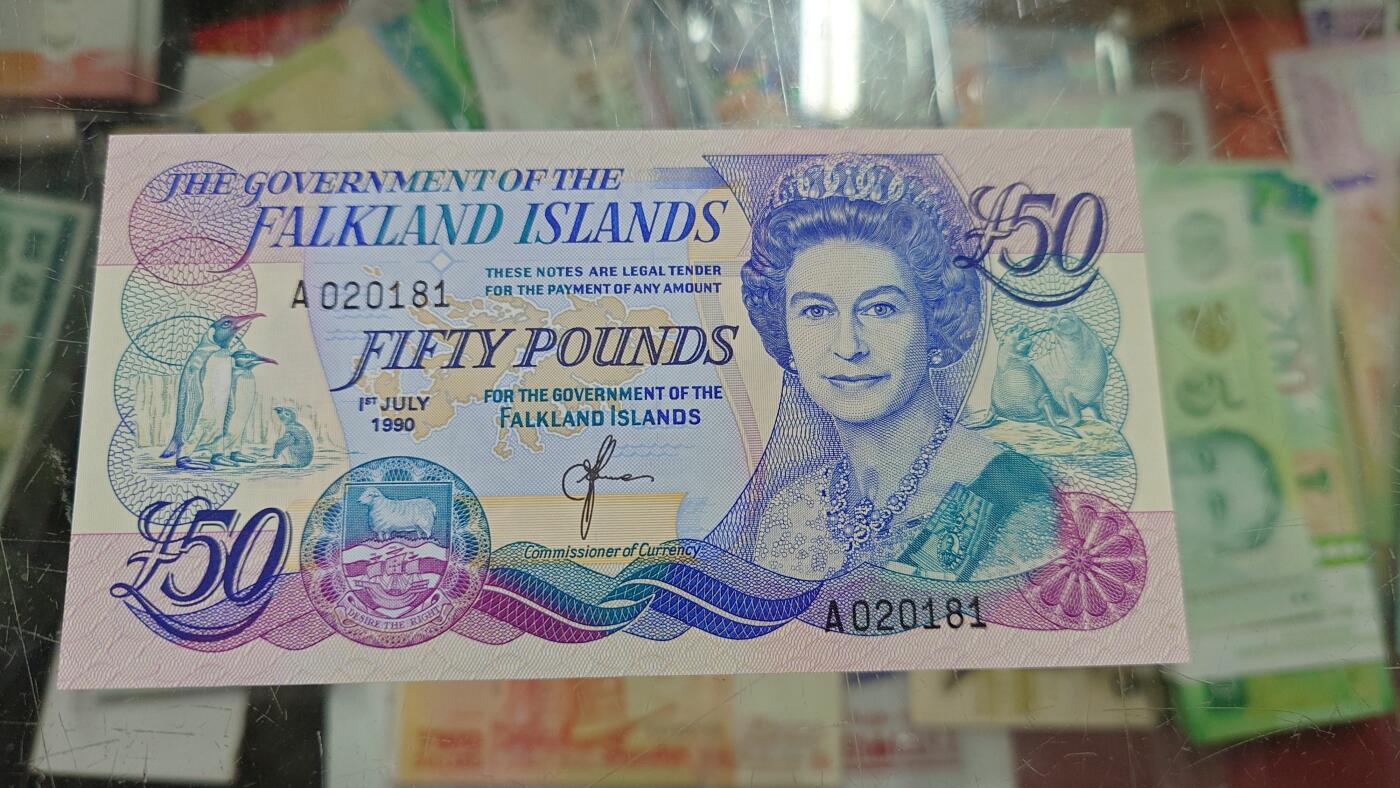 THE GOVERNMENT OF THE
FALKLAND ISLANDS
£50
THESE NOTES ARE LEGAL TENDER
FOR THE PAYMENT OF ANY AMOUNT
A 020181
FIFTY POUNDS
1ST JULY
1990
FOR THE GOVERNMENT OF THE
FALKLAND ISLANDS
Commissioner of Currency
£50
DESIRE THE RIGHT
A 020181